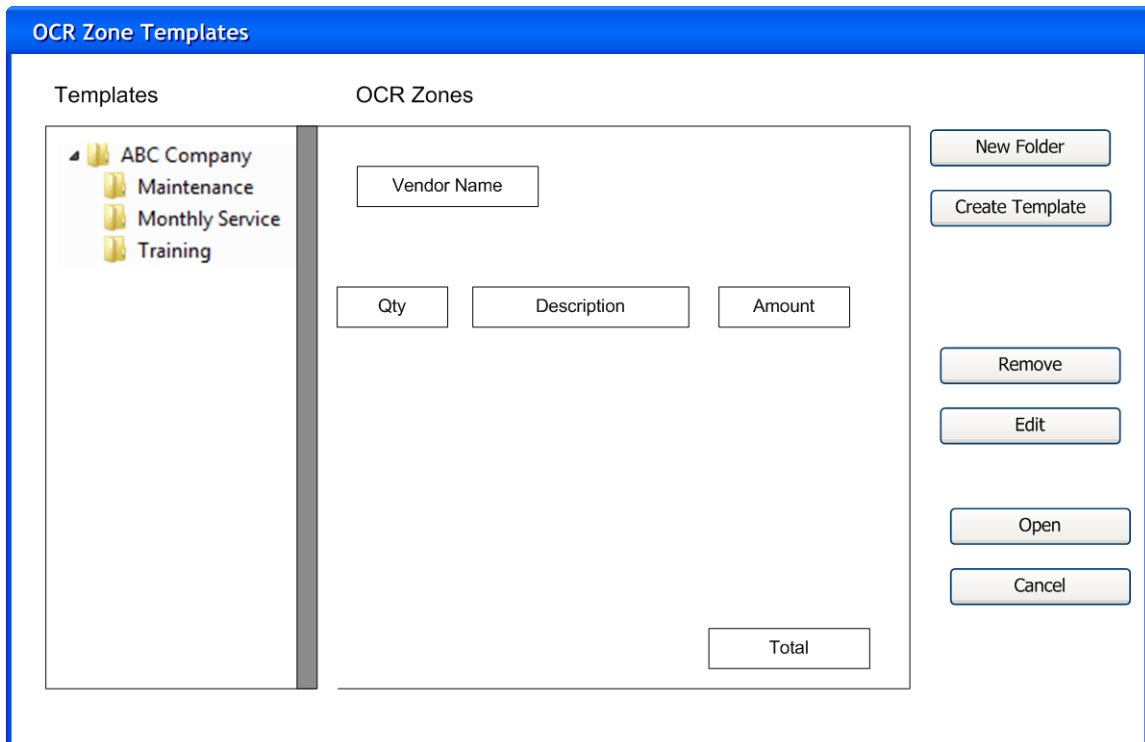 OCR Zone Templates
Templates
OCR Zones
ABC Company
Maintenance
Monthly Service
Training
Vendor Name
Qty
Description
Amount
Total
New Folder
Create Template
Remove
Edit
Open
Cancel